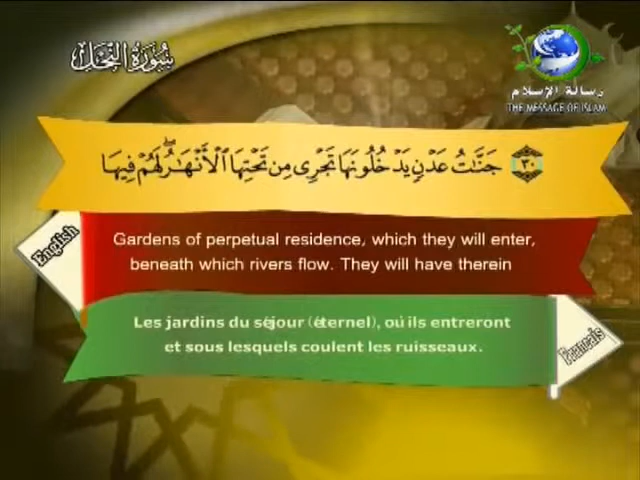 سورة النحل
رسالة الإسلام
THE MESSAGE OF ISLAM
۝٣٠ جَنَّٰتُ عَدْنٍ يَدْخُلُونَهَا تَجْرِى مِن تَحْتِهَا ٱلْأَنْهَٰرُ ۖ لَهُمْ فِيهَا
English
Gardens of perpetual residence, which they will enter,
beneath which rivers flow. They will have therein
Les jardins du séjour (éternel), où ils entreront
et sous lesquels coulent les ruisseaux.
Francais